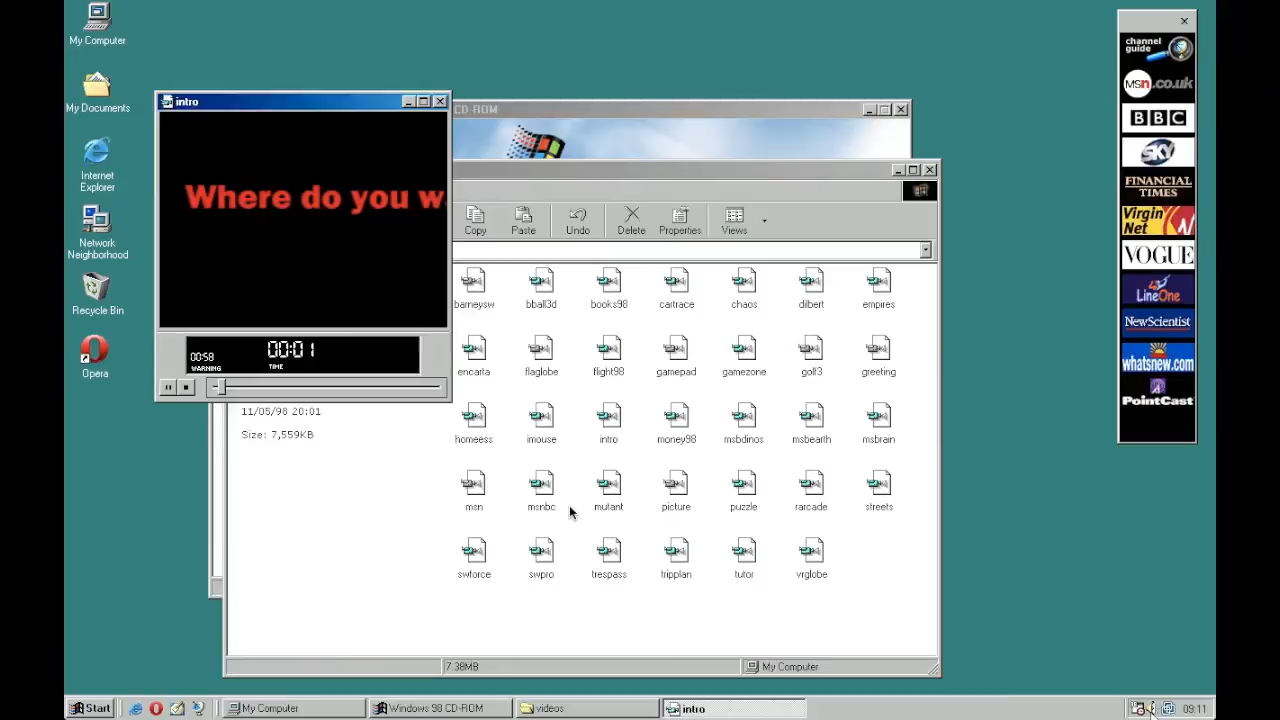 My Computer
My Documents
Internet
Explorer
Network
Neighborhood
Recycle Bin
Opera
intro
Where do you w
00:58
WARNING
00:01
TIME
CD-ROM
Copy
Paste
Undo
Delete
Properties
Views
11/05/98 20:01
Size: 7,559KB
barneysw
bball3d
books98
cartrace
chaos
dilbert
empires
encarta
flaglobe
flight98
gamepad
gamezone
golf3
greeting
homeess
imouse
intro
money98
msbdinos
msbearth
msbrain
msn
msnbc
mutant
picture
puzzle
rarcade
streets
swforce
swpro
trespass
tripplan
tutor
vrglobe
7.38MB
My Computer
channel
guide
msn.co.uk
BBC
SKY
FINANCIAL
TIMES
Virgin
Net
VOGUE
LineOne
NewScientist
whatsnew.com
PointCast
Start
My Computer
Windows 98 CD-ROM
videos
intro
09:11